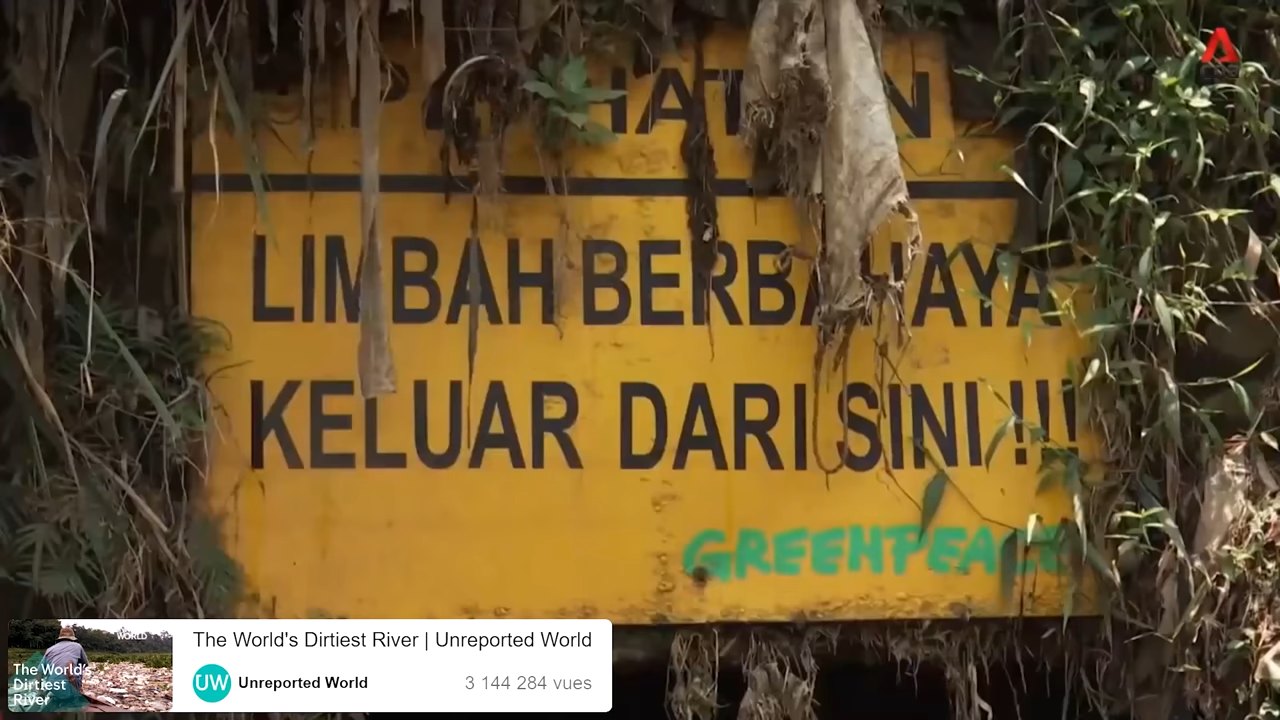 LIMBAH BERBAHAYA
KELUAR DARI SINI !!!
GREENPEACE
WORLD
The World's
Dirtiest
River
The World's Dirtiest River | Unreported World
UW Unreported World
3 144 284 vues